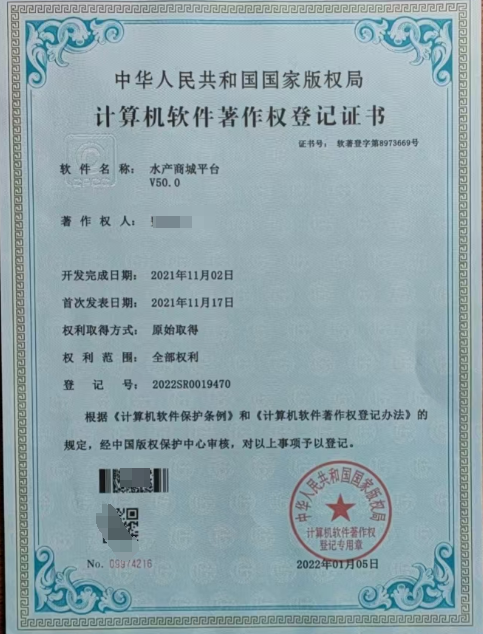 中华人民共和国国家版权局
计算机软件著作权登记证书
证书号： 软著登字第8973669号
软件名称： 水产商城平台
V50.0
著作权人：
开发完成日期： 2021年11月02日
首次发表日期： 2021年11月17日
权利取得方式： 原始取得
权利范围： 全部权利
登记号： 2022SR0019470
根据《计算机软件保护条例》和《计算机软件著作权登记办法》的
规定，经中国版权保护中心审核，对以上事项予以登记。
中华人民共和国国家版权局
计算机软件著作权
登记专用章
No. 09374216
2022年01月05日